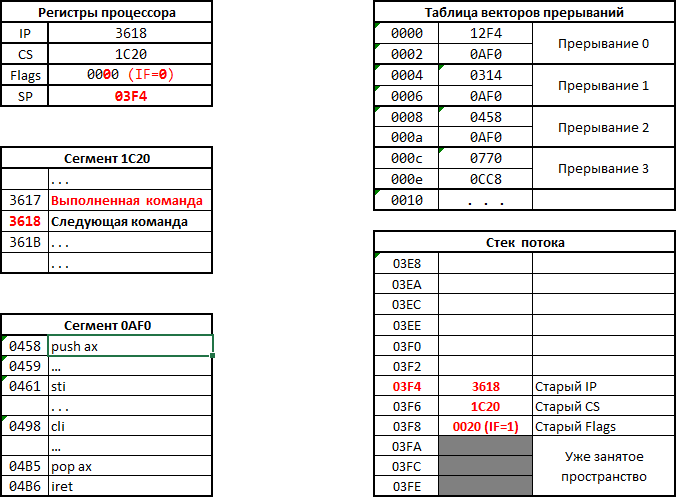 Регистры процессора
IP 3618
CS 1C20
Flags 0000 (IF=0)
SP 03F4
Сегмент 1C20
. . .
3617 Выполненная команда
3618 Следующая команда
361B . . .
. . .
Сегмент 0AF0
0458 push ax
0459 ...
0461 sti
. . .
0498 cli
...
04B5 pop ax
04B6 iret
Таблица векторов прерываний
0000 12F4 Прерывание 0
0002 0AF0
0004 0314 Прерывание 1
0006 0AF0
0008 0458 Прерывание 2
000a 0AF0
000c 0770 Прерывание 3
000e 0CC8
0010 . . .
Стек потока
03E8
03EA
03EC
03EE
03F0
03F2
03F4 3618 Старый IP
03F6 1C20 Старый CS
03F8 0020 (IF=1) Старый Flags
03FA
03FC Уже занятое
03FE пространство